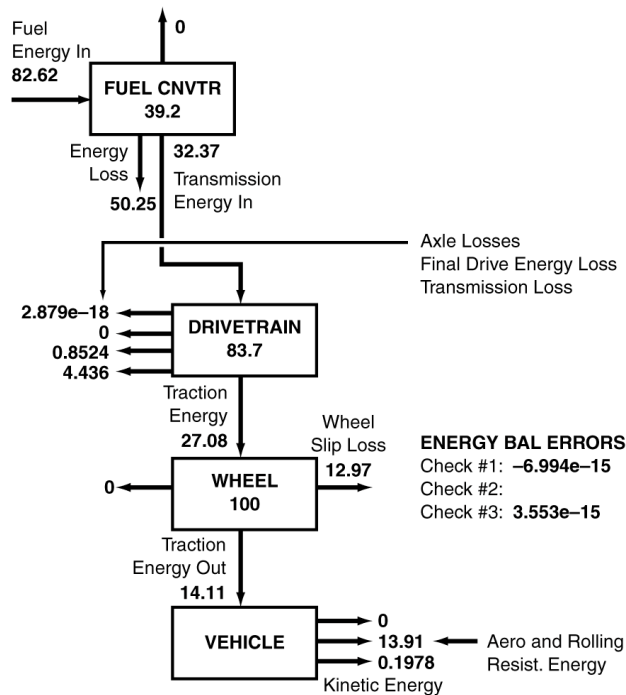 Fuel
Energy In
82.62
0
FUEL CNVTR
39.2
Energy
Loss
50.25
32.37
Transmission
Energy In
Axle Losses
Final Drive Energy Loss
Transmission Loss
2.879e–18
0
0.8524
4.436
DRIVETRAIN
83.7
Traction
Energy
27.08
Wheel
Slip Loss
12.97
0
WHEEL
100
ENERGY BAL ERRORS
Check #1: –6.994e–15
Check #2:
Check #3: 3.553e–15
Traction
Energy Out
14.11
VEHICLE
0
13.91
0.1978
Kinetic Energy
Aero and Rolling
Resist. Energy